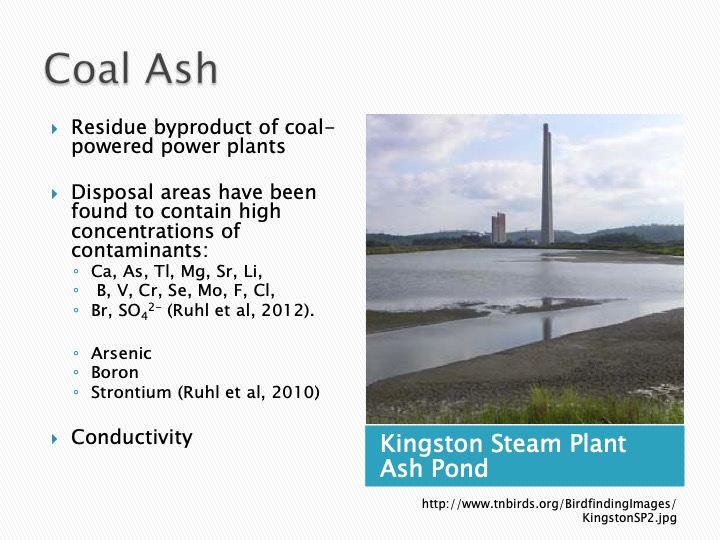 Coal Ash
Residue byproduct of coal-
powered power plants
Disposal areas have been
found to contain high
concentrations of
contaminants:
Ca, As, Tl, Mg, Sr, Li,
B, V, Cr, Se, Mo, F, Cl,
Br, SO₄²⁻ (Ruhl et al, 2012).
Arsenic
Boron
Strontium (Ruhl et al, 2010)
Conductivity
Kingston Steam Plant
Ash Pond
http://www.tnbirds.org/BirdfindingImages/
KingstonSP2.jpg